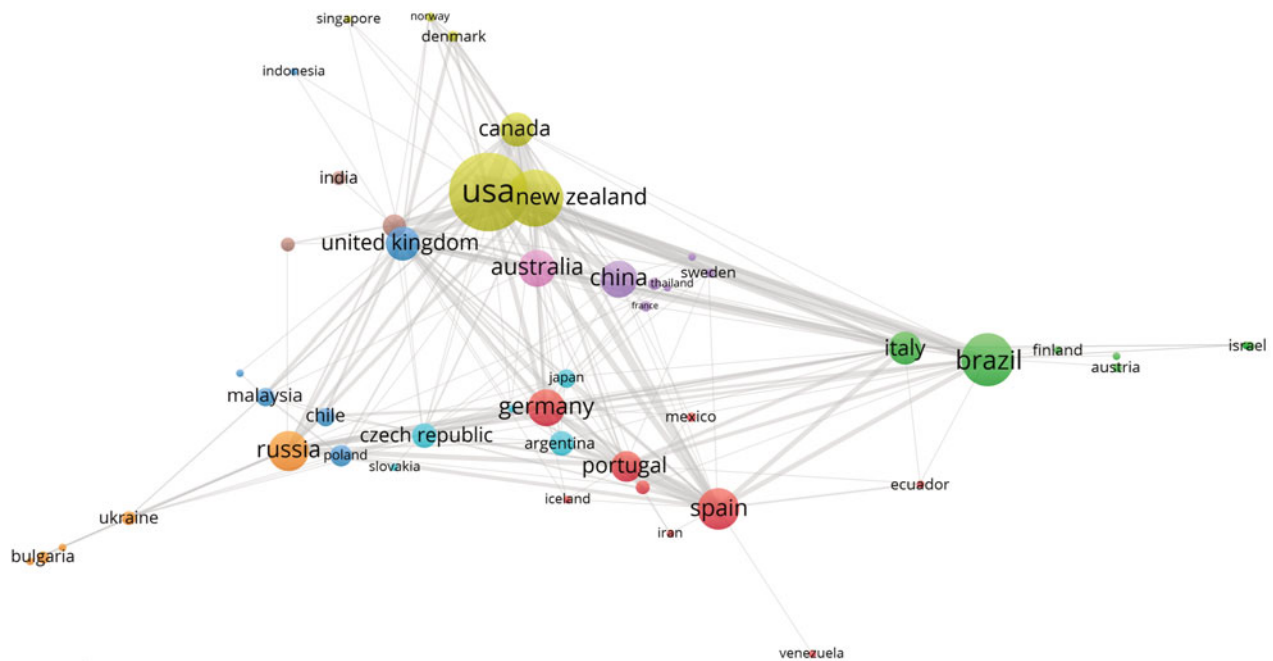 norway
singapore
denmark
indonesia
canada
india
usa
new zealand
united kingdom
australia
china
sweden
thailand
france
italy
brazil
finland
israel
austria
japan
malaysia
germany
chile
mexico
czech republic
argentina
russia
poland
slovakia
portugal
ecuador
iceland
spain
ukraine
iran
bulgaria
venezuela